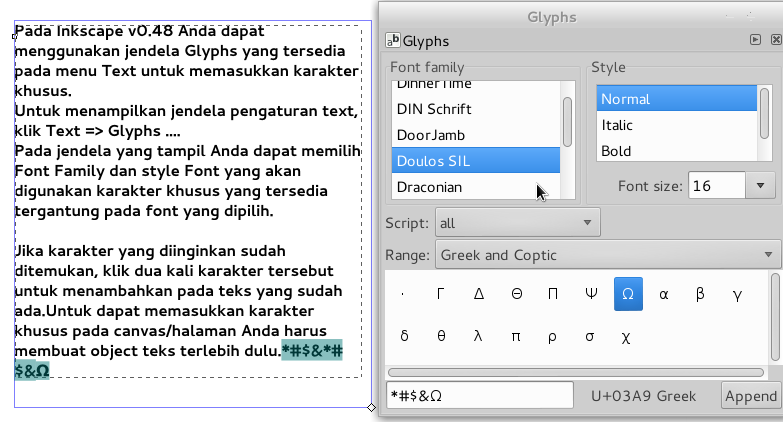 Pada Inkscape v0.48 Anda dapat
menggunakan jendela Glyphs yang tersedia
pada menu Text untuk memasukkan karakter
khusus.
Untuk menampilkan jendela pengaturan text,
klik Text => Glyphs ....
Pada jendela yang tampil Anda dapat memilih
Font Family dan style Font yang akan
digunakan karakter khusus yang tersedia
tergantung pada font yang dipilih.
Jika karakter yang diinginkan sudah
ditemukan, klik dua kali karakter tersebut
untuk menambahkan pada teks yang sudah
ada.Untuk dapat memasukkan karakter
khusus pada canvas/halaman Anda harus
membuat object teks terlebih dulu.*#$&*#
$&Ω
Glyphs
Glyphs
Font family
DinnerTime
DIN Schrift
DoorJamb
Doulos SIL
Draconian
Style
Normal
Italic
Bold
Font size: 16
Script: all
Range: Greek and Coptic
· Γ Δ Θ Π Ψ Ω α β γ
δ θ λ π ρ σ χ
*#$&Ω U+03A9 Greek Append